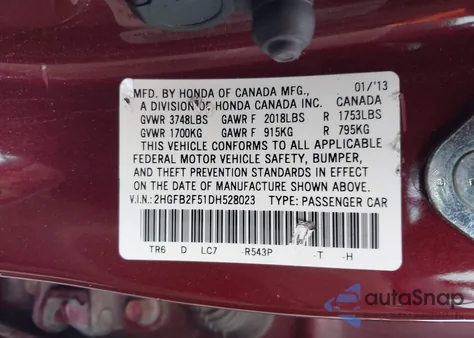 MFD. BY HONDA OF CANADA MFG., 01/'13
A DIVISION OF HONDA CANADA INC. CANADA
GVWR 3748LBS GAWR F 2018LBS R 1753LBS
GVWR 1700KG GAWR F 915KG R 795KG
THIS VEHICLE CONFORMS TO ALL APPLICABLE
FEDERAL MOTOR VEHICLE SAFETY, BUMPER,
AND THEFT PREVENTION STANDARDS IN EFFECT
ON THE DATE OF MANUFACTURE SHOWN ABOVE.
V.I.N.: 2HGFB2F51DH528023 TYPE: PASSENGER CAR
TR6 D LC7 -R543P -T -H
autaSnap